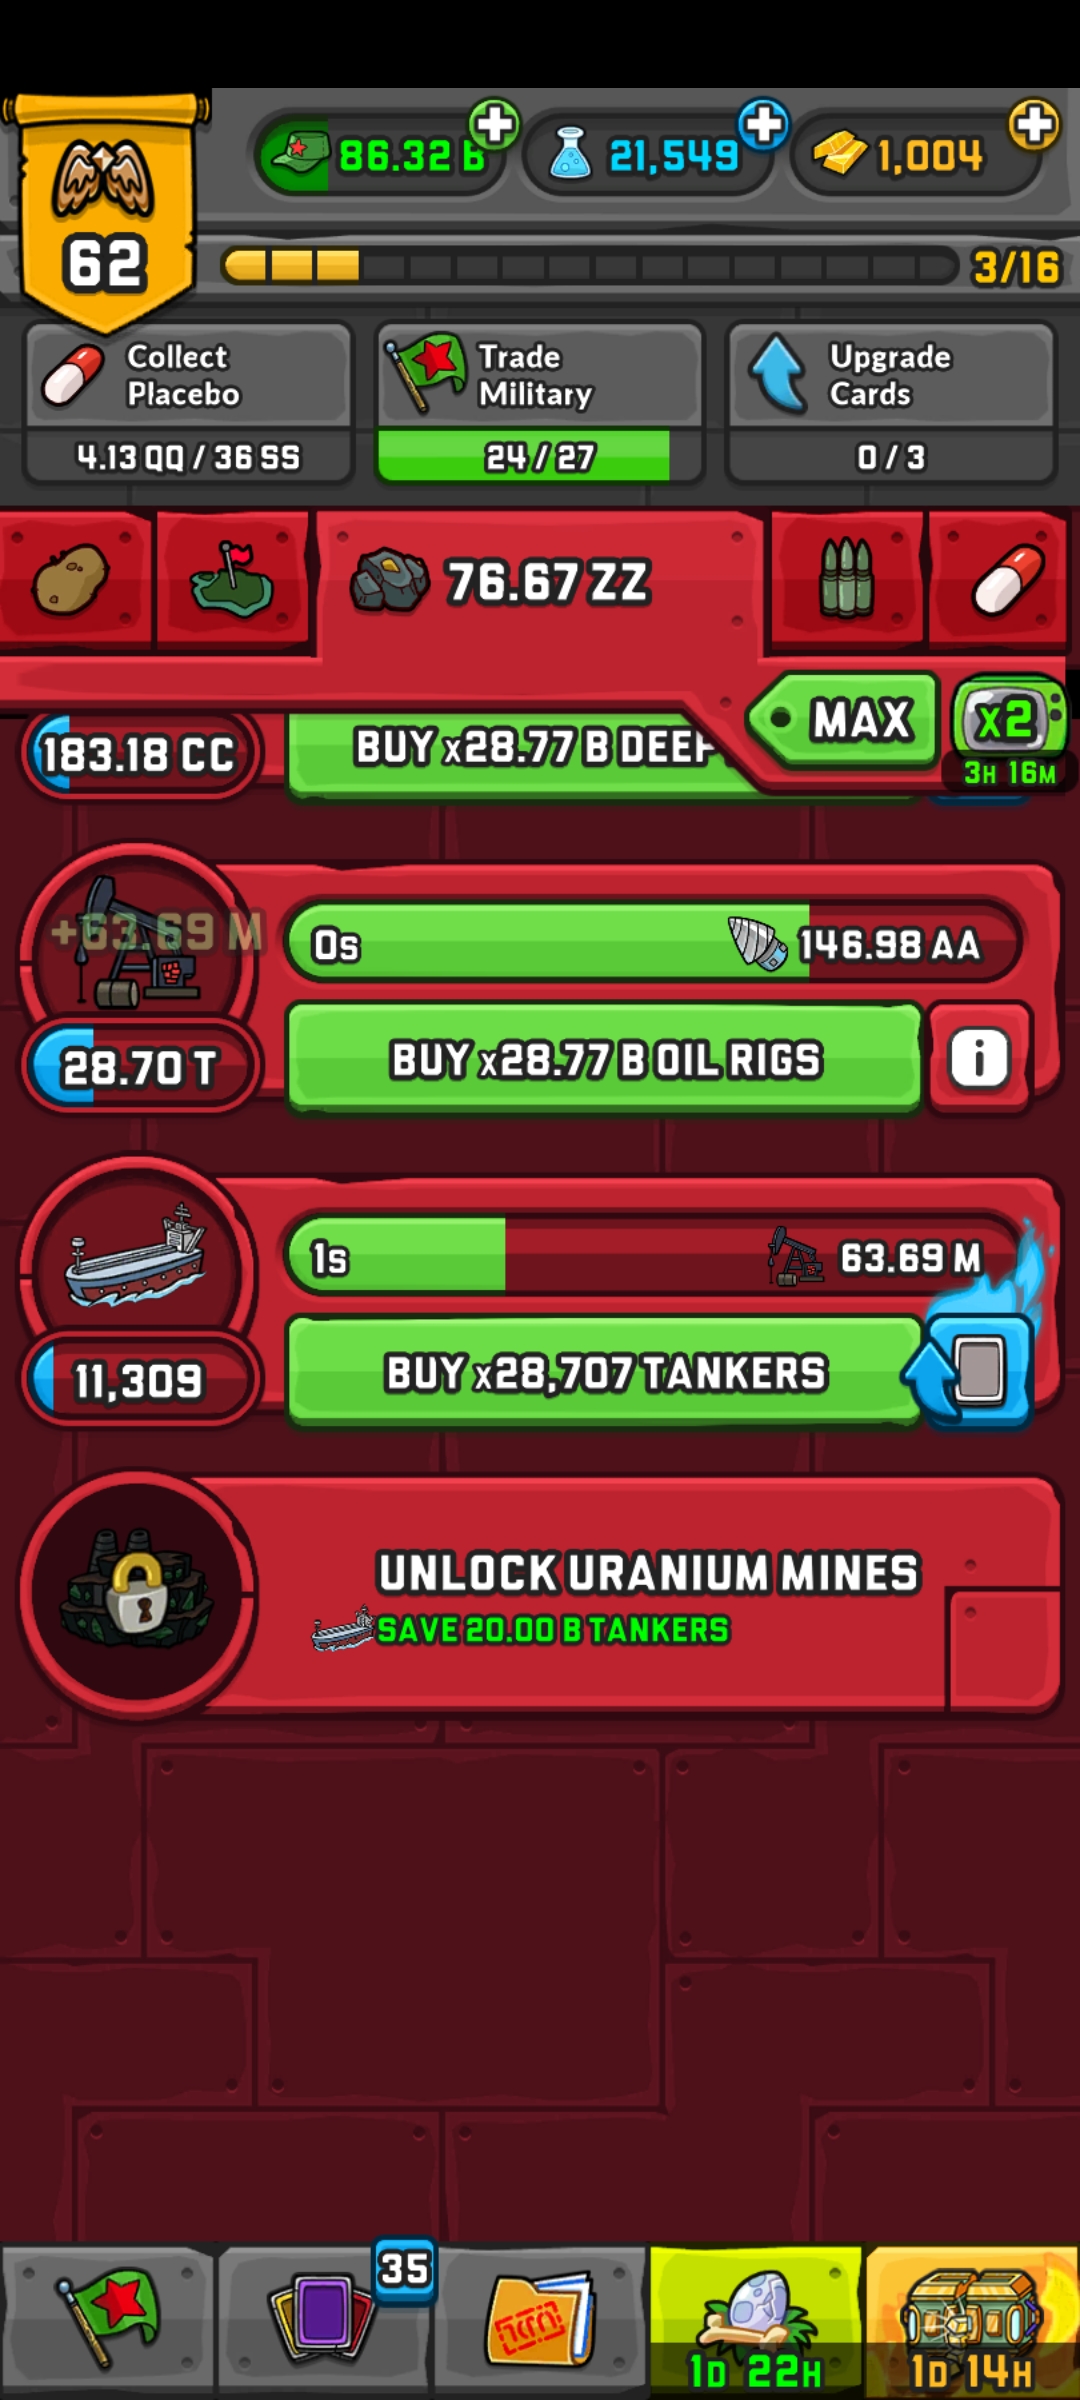 86.32 B
21,549
1,004
62
3/16
Collect
Placebo
4.13 QQ / 36 SS
Trade
Military
24 / 27
Upgrade
Cards
0 / 3
76.67 ZZ
MAX
x2
3H 16M
183.18 CC
BUY x28.77 B DEEP
+63.69 M
0s
146.98 AA
28.70 T
BUY x28.77 B OIL RIGS
i
1s
63.69 M
11,309
BUY x28,707 TANKERS
UNLOCK URANIUM MINES
SAVE 20.00 B TANKERS
35
1D 22H
1D 14H